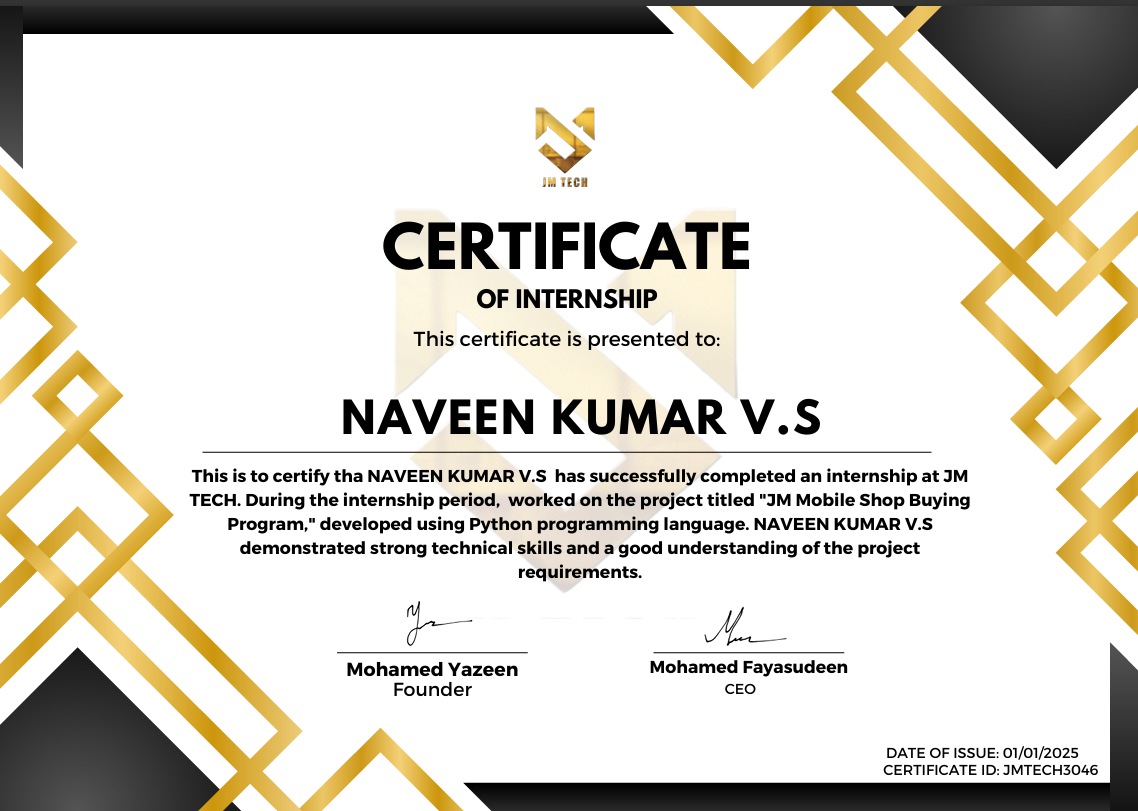 JM TECH
CERTIFICATE
OF INTERNSHIP
This certificate is presented to:
NAVEEN KUMAR V.S
This is to certify tha NAVEEN KUMAR V.S has successfully completed an internship at JM
TECH. During the internship period, worked on the project titled "JM Mobile Shop Buying
Program," developed using Python programming language. NAVEEN KUMAR V.S
demonstrated strong technical skills and a good understanding of the project
requirements.
Mohamed Yazeen
Founder
Mohamed Fayasudeen
CEO
DATE OF ISSUE: 01/01/2025
CERTIFICATE ID: JMTECH3046